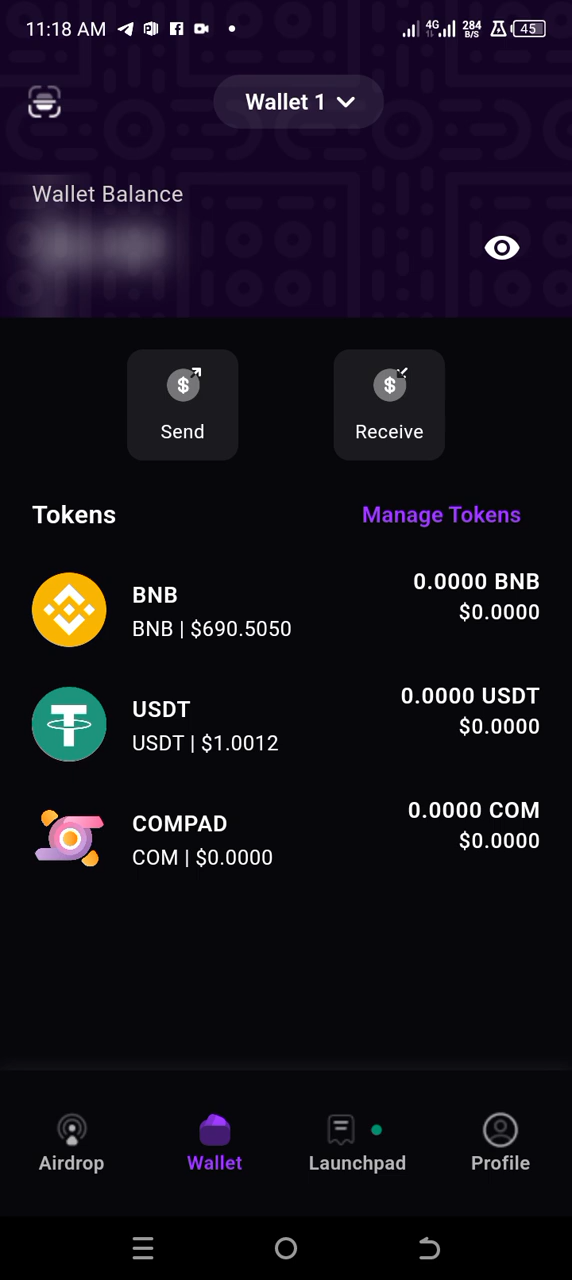 11:18 AM
4G
284
B/S
45
Wallet 1
Wallet Balance
Send
Receive
Tokens
Manage Tokens
BNB
0.0000 BNB
BNB | $690.5050
$0.0000
USDT
0.0000 USDT
USDT | $1.0012
$0.0000
COMPAD
0.0000 COM
COM | $0.0000
$0.0000
Airdrop
Wallet
Launchpad
Profile